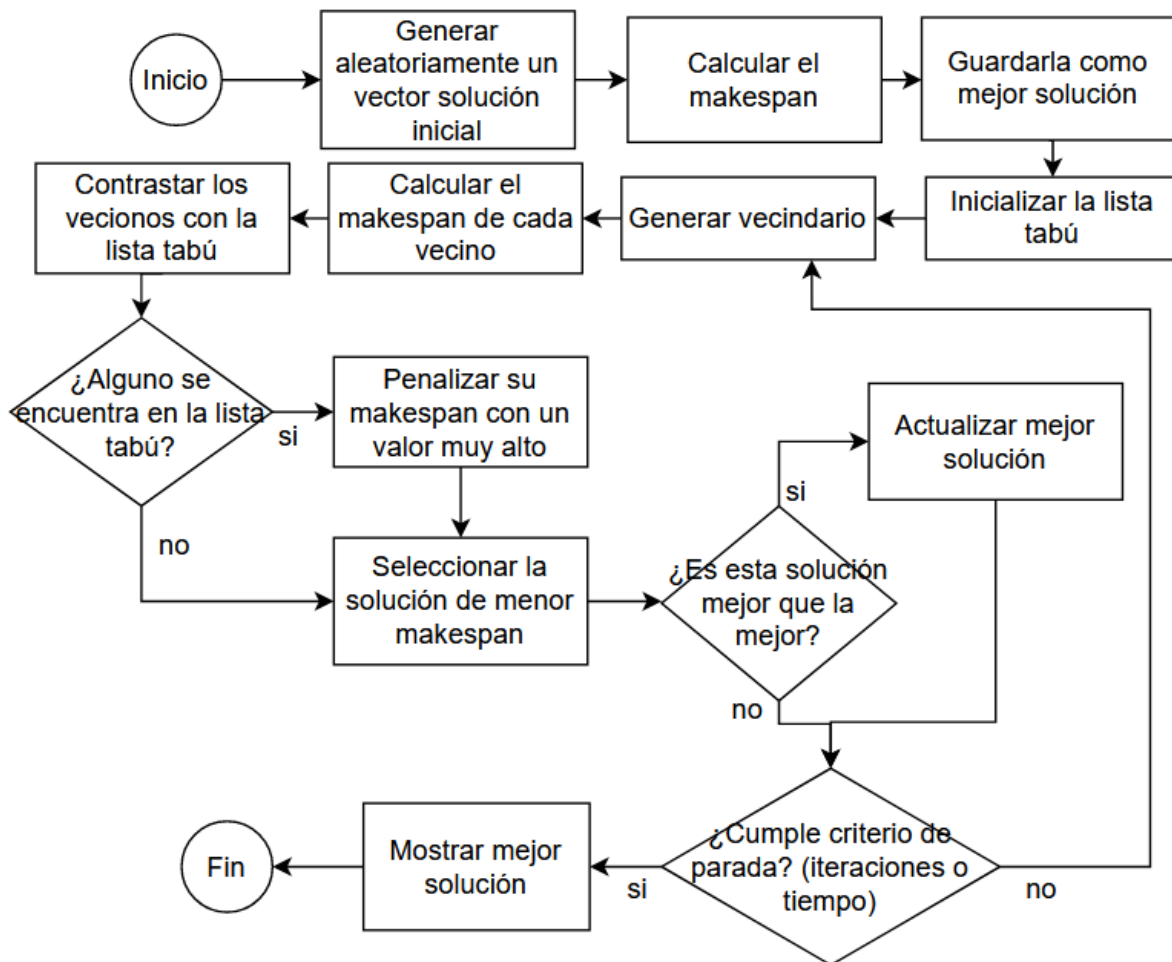 Inicio
Generar
aleatoriamente un
vector solución
inicial
Calcular el
makespan
Guardarla como
mejor solución
Contrastar los
vecionos con la
lista tabú
Calcular el
makespan de cada
vecino
Generar vecindario
Inicializar la lista
tabú
¿Alguno se
encuentra en la lista
tabú?
si
no
Penalizar su
makespan con un
valor muy alto
Seleccionar la
solución de menor
makespan
¿Es esta solución
mejor que la
mejor?
si
no
Actualizar mejor
solución
¿Cumple criterio de
parada? (iteraciones o
tiempo)
si
no
Mostrar mejor
solución
Fin